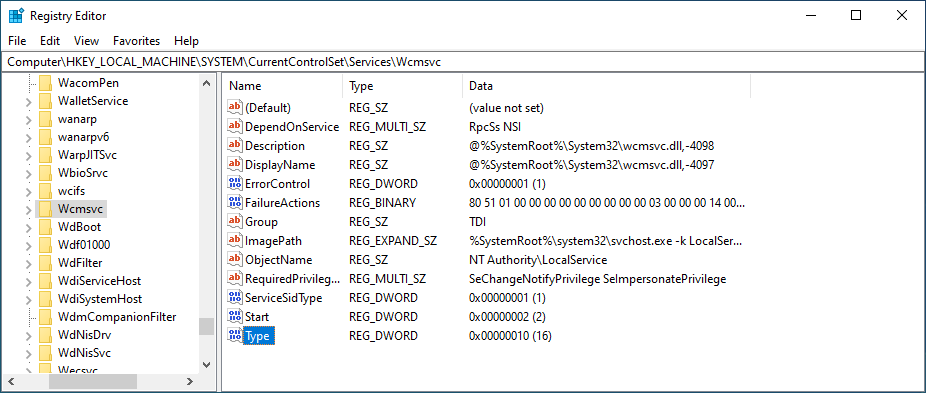 Registry Editor
File Edit View Favorites Help
Computer\HKEY_LOCAL_MACHINE\SYSTEM\CurrentControlSet\Services\Wcmsvc
WacomPen
WalletService
wanarp
wanarpv6
WarpJITSvc
WbioSrvc
wcifs
Wcmsvc
WdBoot
Wdf01000
WdFilter
WdiServiceHost
WdiSystemHost
WdmCompanionFilter
WdNisDrv
WdNisSvc
Wecsvc
Name Type Data
(Default) REG_SZ (value not set)
DependOnService REG_MULTI_SZ RpcSs NSI
Description REG_SZ @%SystemRoot%\System32\wcmsvc.dll,-4098
DisplayName REG_SZ @%SystemRoot%\System32\wcmsvc.dll,-4097
ErrorControl REG_DWORD 0x00000001 (1)
FailureActions REG_BINARY 80 51 01 00 00 00 00 00 00 00 00 00 03 00 00 00 14 00...
Group REG_SZ TDI
ImagePath REG_EXPAND_SZ %SystemRoot%\system32\svchost.exe -k LocalSer...
ObjectName REG_SZ NT Authority\LocalService
RequiredPrivileg... REG_MULTI_SZ SeChangeNotifyPrivilege SeImpersonatePrivilege
ServiceSidType REG_DWORD 0x00000001 (1)
Start REG_DWORD 0x00000002 (2)
Type REG_DWORD 0x00000010 (16)